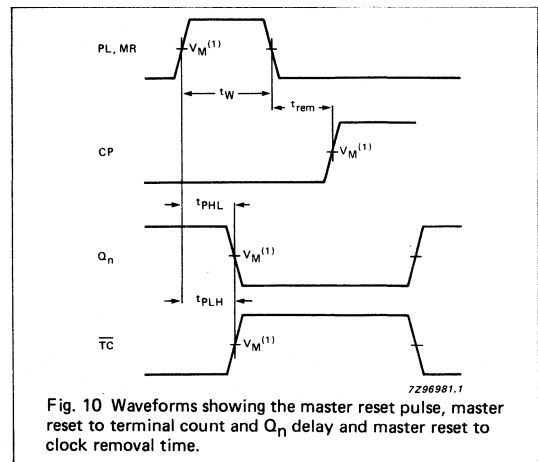 PL, MR
VM(1)
tW
trem
CP
VM(1)
tPHL
Qn
VM(1)
tPLH
TC
VM(1)
7Z96981.1
Fig. 10 Waveforms showing the master reset pulse, master
reset to terminal count and Qn delay and master reset to
clock removal time.